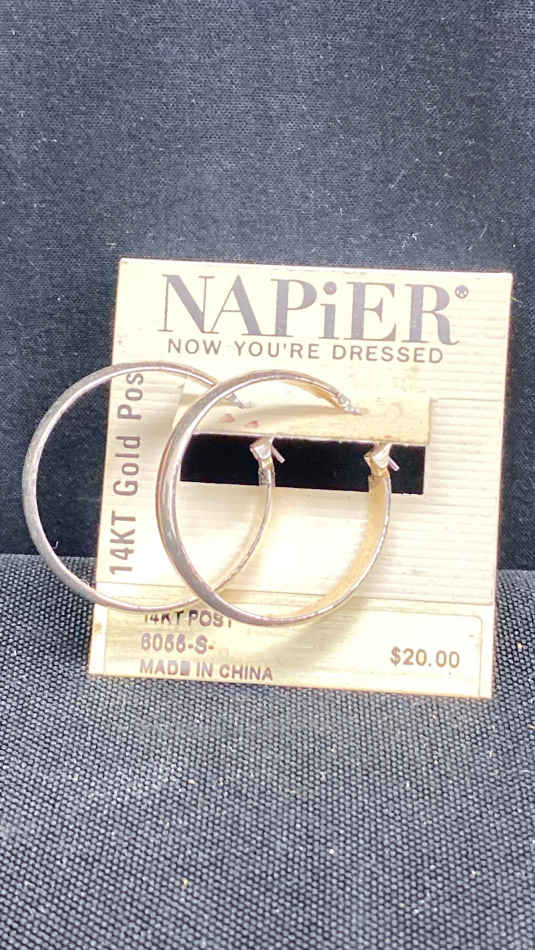 NAPiER®
NOW YOU'RE DRESSED
14KT Gold Pos
14KT POST
MADE IN CHINA
$20.00